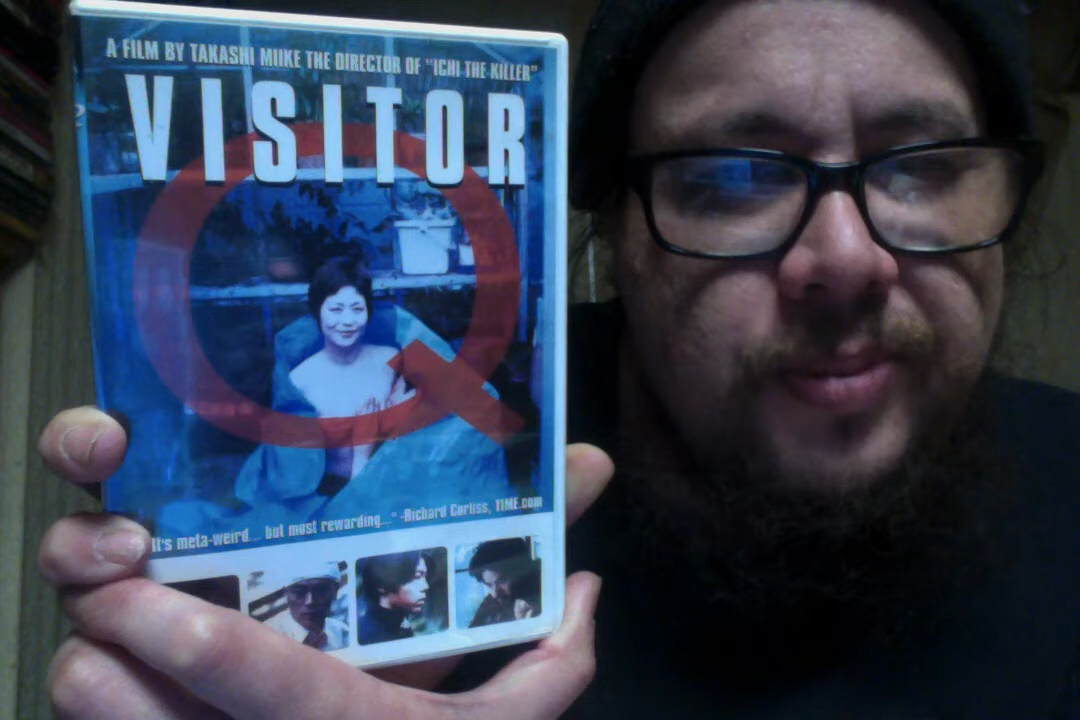 A FILM BY TAKASHI MIIKE THE DIRECTOR OF "ICHI THE KILLER"
VISITOR
Q
It's meta-weird... but most rewarding..." -Richard Corliss, TIME.com